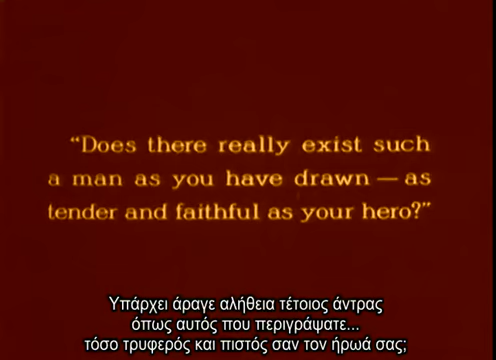 “Does there really exist such
a man as you have drawn — as
tender and faithful as your hero?”
Υπάρχει άραγε αλήθεια τέτοιος άντρας
όπως αυτός που περιγράψατε...
τόσο τρυφερός και πιστός σαν τον ήρωά σας;